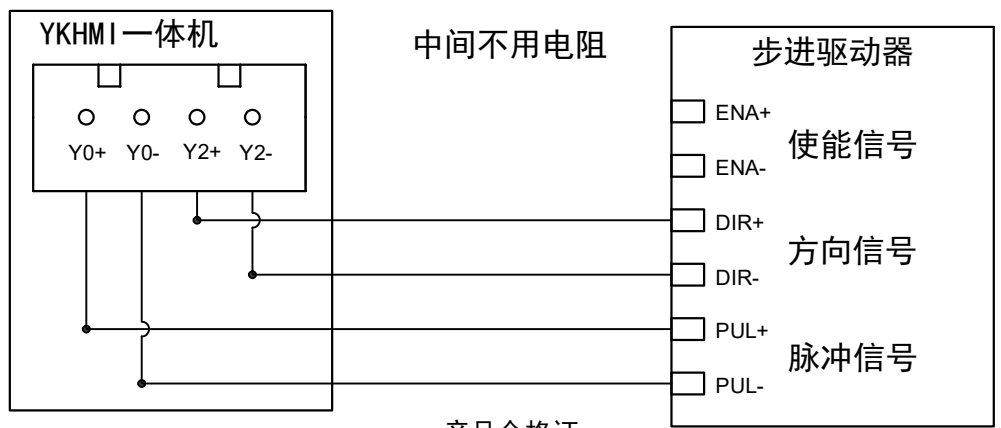 YKHMI一体机
中间不用电阻
步进驱动器
Y0+ Y0- Y2+ Y2-
ENA+
使能信号
ENA-
DIR+
方向信号
DIR-
PUL+
脉冲信号
PUL-